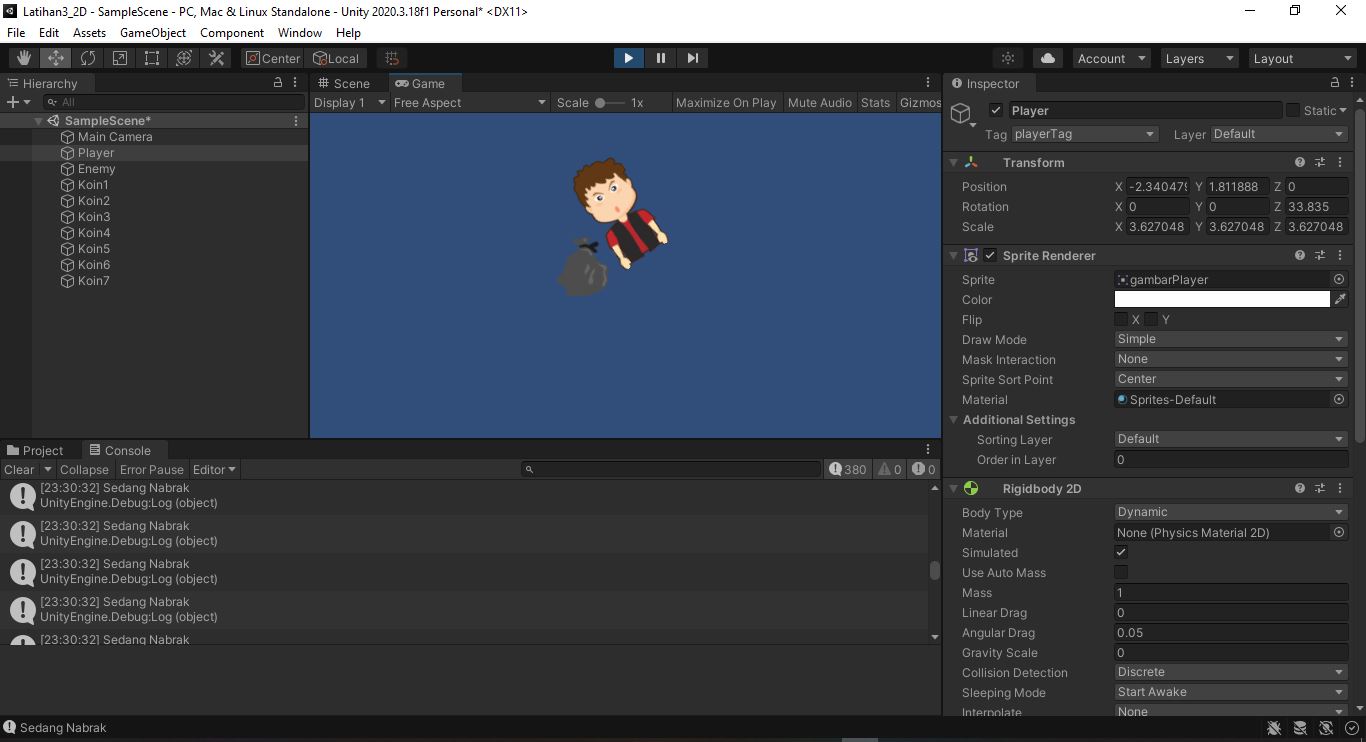 Latihan3_2D - SampleScene - PC, Mac & Linux Standalone - Unity 2020.3.18f1 Personal* <DX11>
File Edit Assets GameObject Component Window Help
Center Local Account Layers Layout
Hierarchy
All
SampleScene*
Main Camera
Player
Enemy
Koin1
Koin2
Koin3
Koin4
Koin5
Koin6
Koin7
Scene Game
Display 1 Free Aspect Scale 1x Maximize On Play Mute Audio Stats Gizmos
Project Console
Clear Collapse Error Pause Editor 380 0 0
[23:30:32] Sedang Nabrak
UnityEngine.Debug:Log (object)
[23:30:32] Sedang Nabrak
UnityEngine.Debug:Log (object)
[23:30:32] Sedang Nabrak
UnityEngine.Debug:Log (object)
[23:30:32] Sedang Nabrak
UnityEngine.Debug:Log (object)
[23:30:32] Sedang Nabrak
Sedang Nabrak
Inspector
Player Static
Tag playerTag Layer Default
Transform
Position X -2.340479 Y 1.811888 Z 0
Rotation X 0 Y 0 Z 33.835
Scale X 3.627048 Y 3.627048 Z 3.627048
Sprite Renderer
Sprite gambarPlayer
Color
Flip X Y
Draw Mode Simple
Mask Interaction None
Sprite Sort Point Center
Material Sprites-Default
Additional Settings
Sorting Layer Default
Order in Layer 0
Rigidbody 2D
Body Type Dynamic
Material None (Physics Material 2D)
Simulated
Use Auto Mass
Mass 1
Linear Drag 0
Angular Drag 0.05
Gravity Scale 0
Collision Detection Discrete
Sleeping Mode Start Awake
Interpolate None